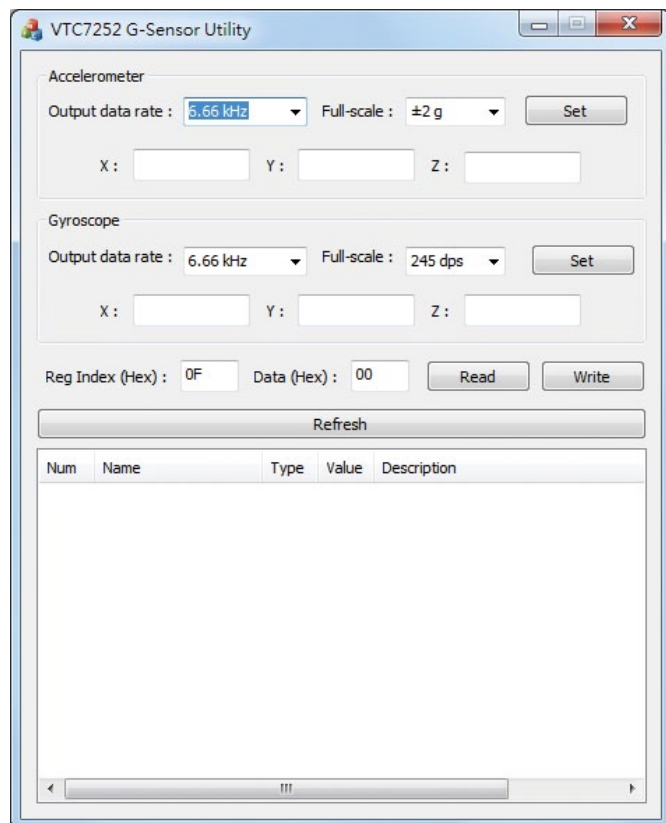 VTC7252 G-Sensor Utility
Accelerometer
Output data rate : 6.66 kHz Full-scale : ±2 g Set
X : Y : Z :
Gyroscope
Output data rate : 6.66 kHz Full-scale : 245 dps Set
X : Y : Z :
Reg Index (Hex) : 0F Data (Hex) : 00 Read Write
Refresh
Num Name Type Value Description